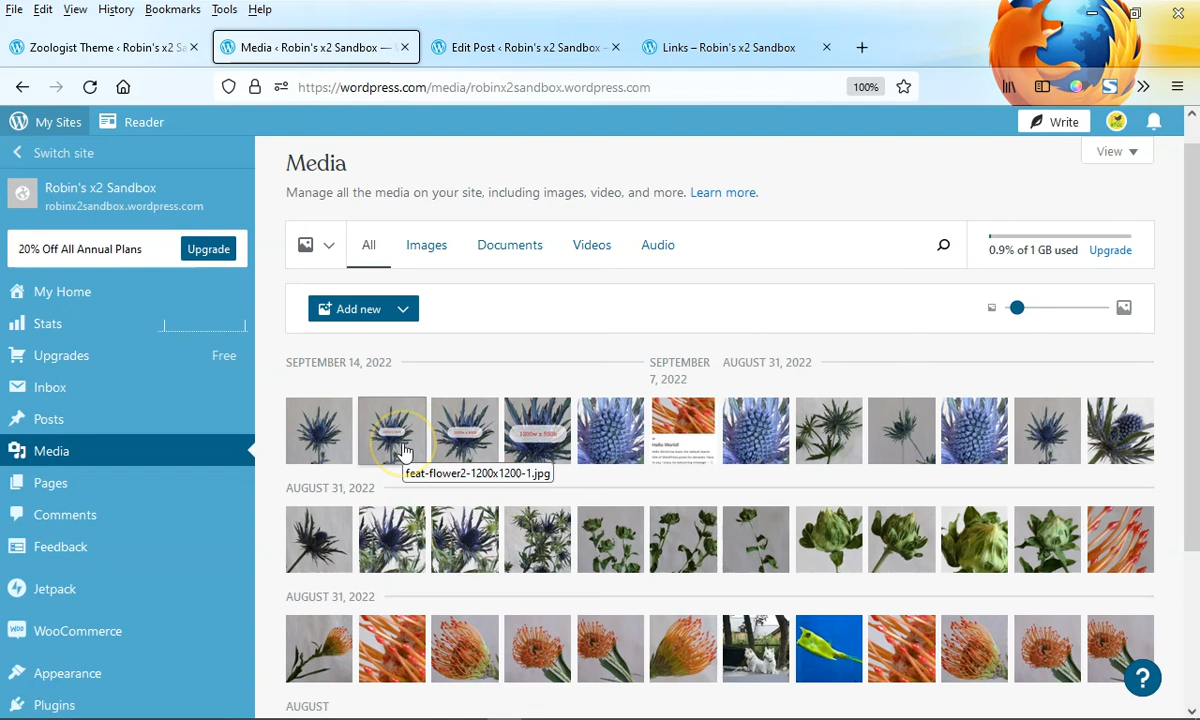 File Edit View History Bookmarks Tools Help
Zoologist Theme ‹ Robin's x2 Sa
Media ‹ Robin's x2 Sandbox —
Edit Post ‹ Robin's x2 Sandbox
Links – Robin's x2 Sandbox
https://wordpress.com/media/robinx2sandbox.wordpress.com
100%
My Sites
Reader
Write
Switch site
Robin's x2 Sandbox
robinx2sandbox.wordpress.com
20% Off All Annual Plans
Upgrade
My Home
Stats
Upgrades Free
Inbox
Posts
Media
Pages
Comments
Feedback
Jetpack
WOO WooCommerce
Appearance
Plugins
View
Media
Manage all the media on your site, including images, video, and more. Learn more.
All Images Documents Videos Audio
0.9% of 1 GB used Upgrade
Add new
SEPTEMBER 14, 2022
SEPTEMBER
7, 2022
AUGUST 31, 2022
Hello World!
feat-flower2-1200x1200-1.jpg
AUGUST 31, 2022
AUGUST 31, 2022
AUGUST
?